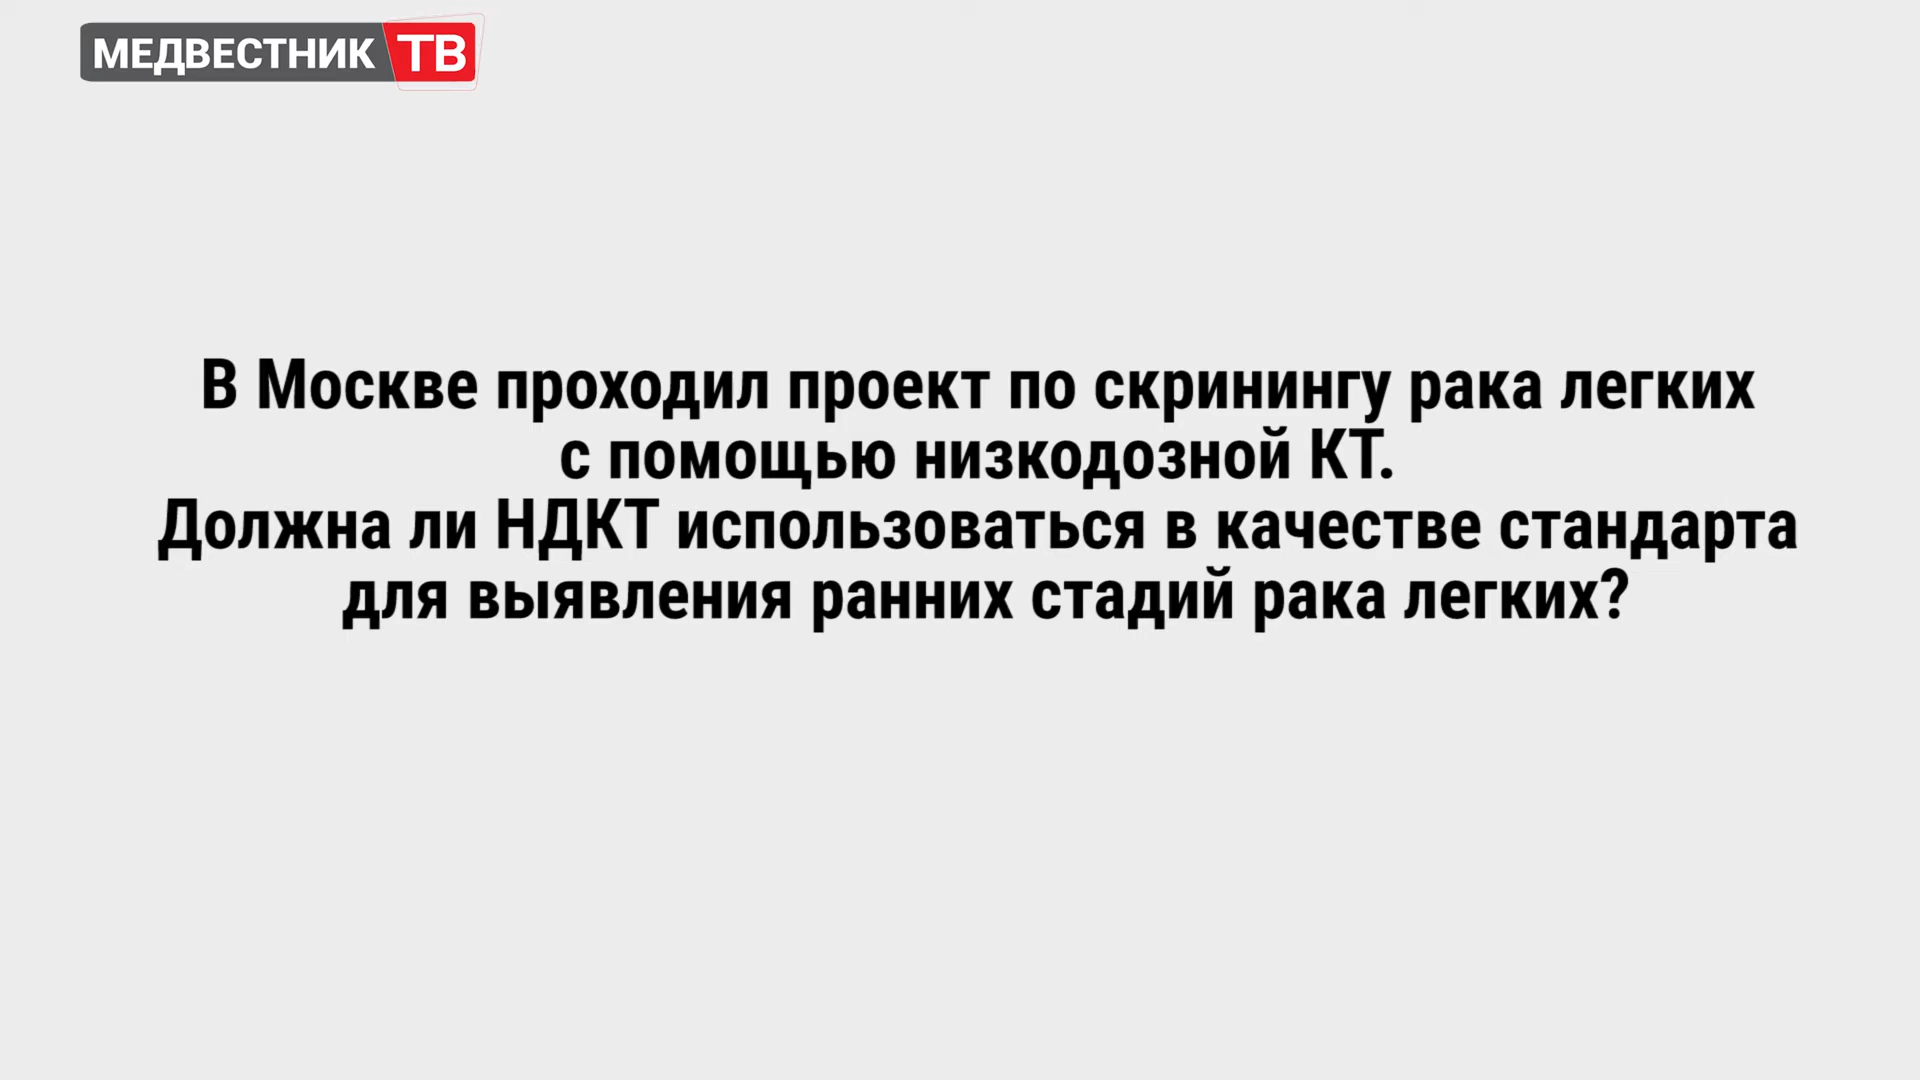 МЕДВЕСТНИК ТВ
В Москве проходил проект по скринингу рака легких
с помощью низкодозной КТ.
Должна ли НДКТ использоваться в качестве стандарта
для выявления ранних стадий рака легких?